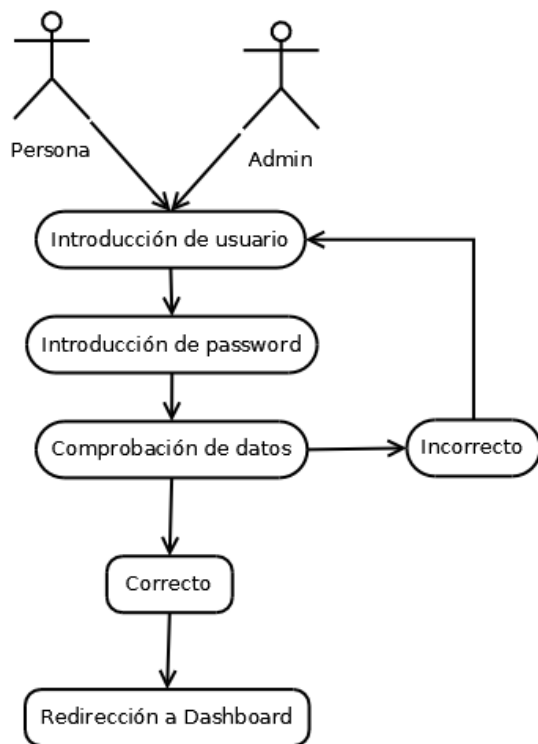 Persona
Admin
Introducción de usuario
Introducción de password
Comprobación de datos
Incorrecto
Correcto
Redirección a Dashboard